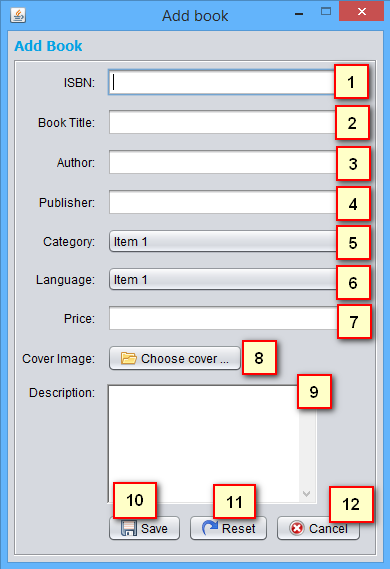 Add book
Add Book
ISBN: 1
Book Title: 2
Author: 3
Publisher: 4
Category: Item 1 5
Language: Item 1 6
Price: 7
Cover Image: Choose cover ... 8
Description: 9
10 11 12
Save Reset Cancel